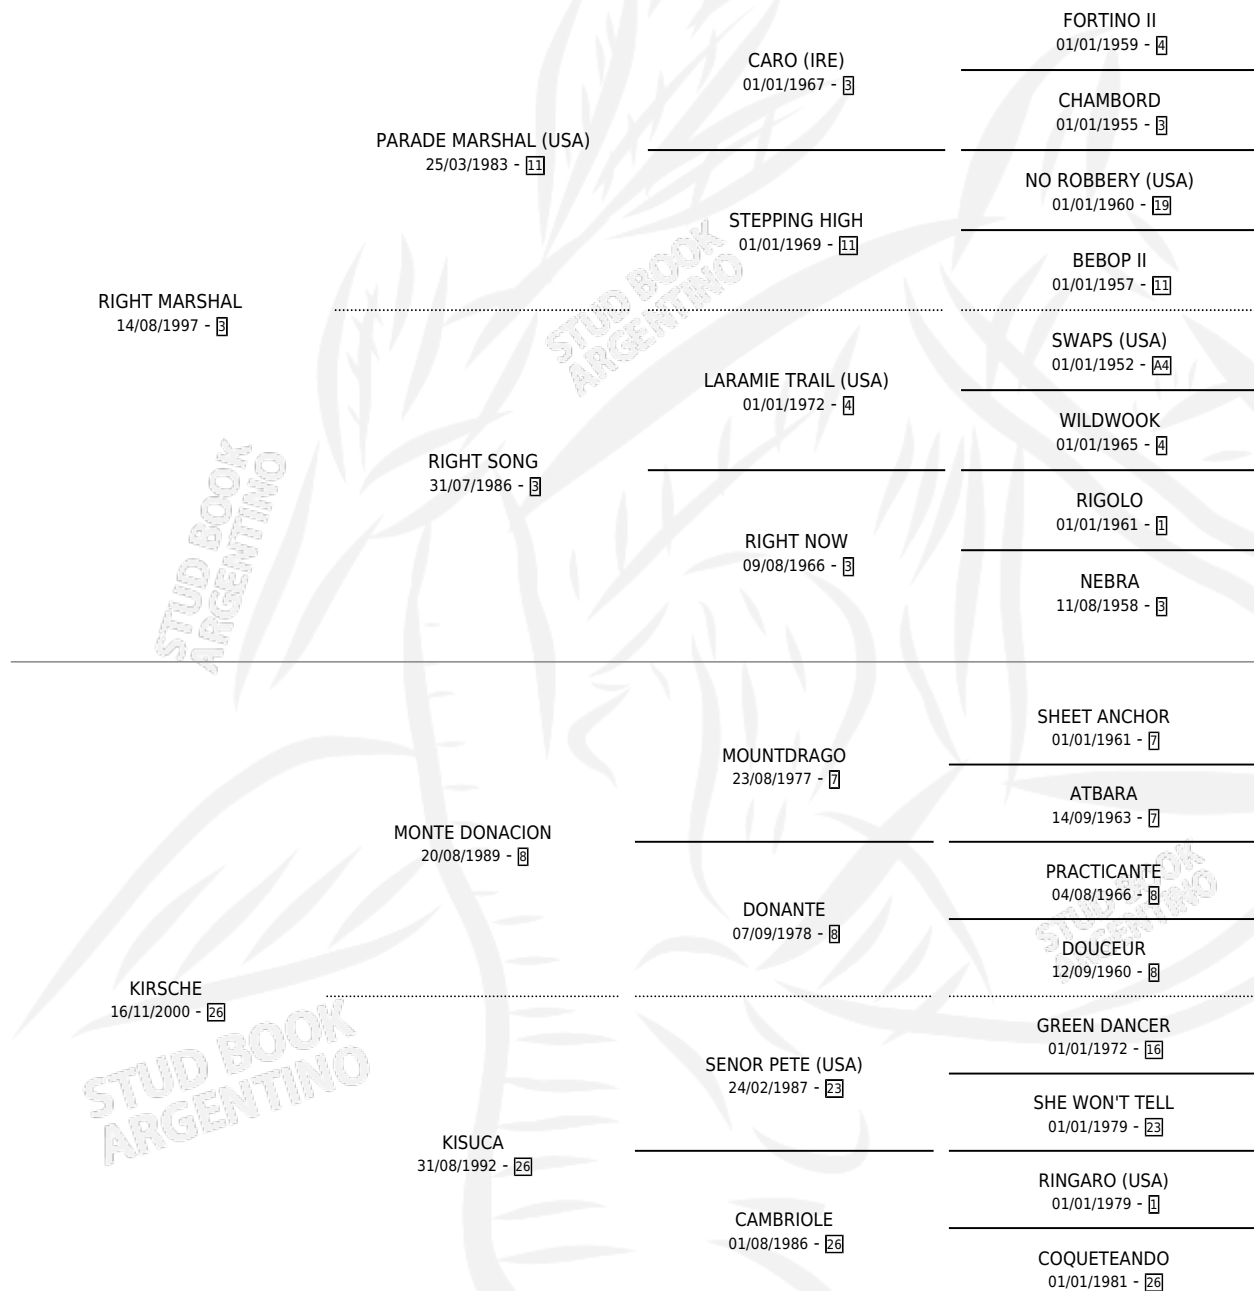 FORTINO II
01/01/1959 - 4
CARO (IRE)
01/01/1967 - 3
CHAMBORD
01/01/1955 - 3
PARADE MARSHAL (USA)
25/03/1983 - 11
NO ROBBERY (USA)
01/01/1960 - 19
STEPPING HIGH
01/01/1969 - 11
BEBOP II
01/01/1957 - 11
RIGHT MARSHAL
14/08/1997 - 3
STUD BOOK
ARGENTINO
SWAPS (USA)
01/01/1952 - A4
LARAMIE TRAIL (USA)
01/01/1972 - 4
WILDWOOK
01/01/1965 - 4
RIGHT SONG
31/07/1986 - 3
RIGOLO
01/01/1961 - 1
RIGHT NOW
09/08/1966 - 3
NEBRA
11/08/1958 - 3
STUD BOOK
ARGENTINO
SHEET ANCHOR
01/01/1961 - 7
MOUNTDRAGO
23/08/1977 - 7
ATBARA
14/09/1963 - 7
MONTE DONACION
20/08/1989 - 8
PRACTICANTE
04/08/1966 - 8
DONANTE
07/09/1978 - 8
DOUCEUR
12/09/1960 - 8
STUD BOOK
ARGENTINO
KIRSCHE
16/11/2000 - 26
STUD BOOK
ARGENTINO
GREEN DANCER
01/01/1972 - 16
SENOR PETE (USA)
24/02/1987 - 23
SHE WON'T TELL
01/01/1979 - 23
KISUCA
31/08/1992 - 26
RINGARO (USA)
01/01/1979 - 1
CAMBRIOLE
01/08/1986 - 26
COQUETEANDO
01/01/1981 - 26